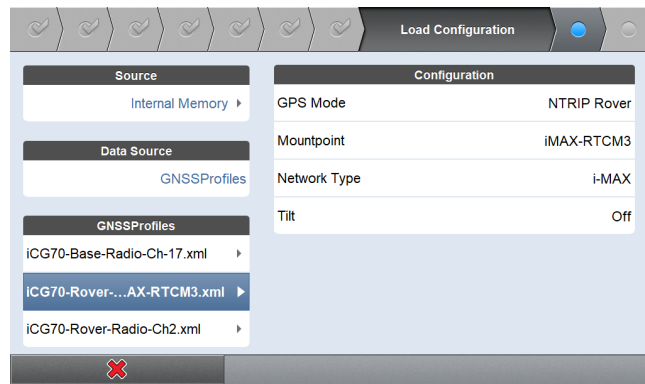 Load Configuration
Source
Internal Memory
Data Source
GNSSProfiles
GNSSProfiles
iCG70-Base-Radio-Ch-17.xml
iCG70-Rover-...AX-RTCM3.xml
iCG70-Rover-Radio-Ch2.xml
Configuration
GPS Mode NTRIP Rover
Mountpoint iMAX-RTCM3
Network Type i-MAX
Tilt Off